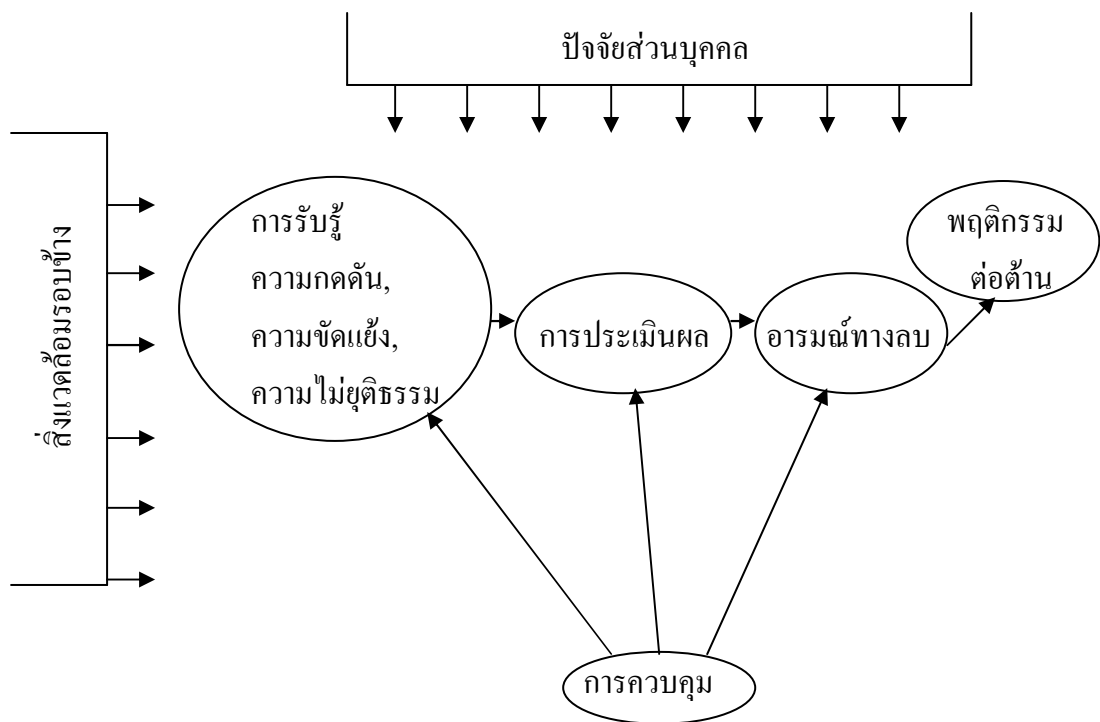 ปัจจัยส่วนบุคคล
สิ่งแวดล้อมรอบข้าง
การรับรู้
ความกดดัน,
ความขัดแย้ง,
ความไม่ยุติธรรม
การประเมินผล
อารมณ์ทางลบ
พฤติกรรม
ต่อต้าน
การควบคุม